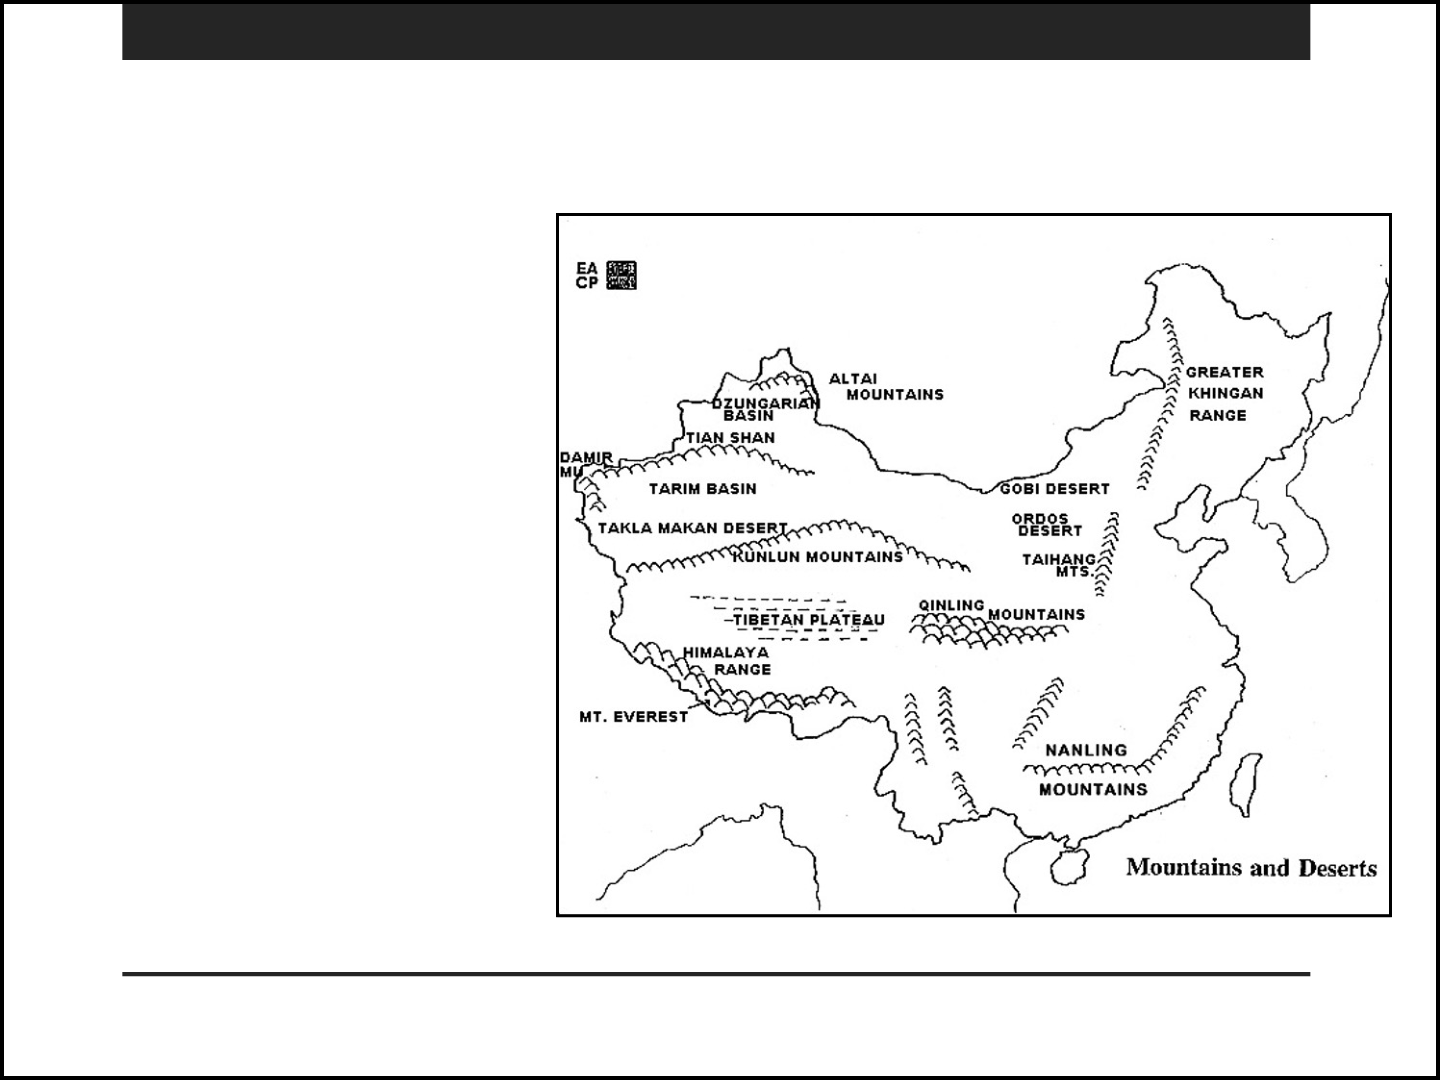 EA
CP
ALTAI
MOUNTAINS
GREATER
KHINGAN
RANGE
DZUNGARIAN
BASIN
TIAN SHAN
DAMIR
MU
TARIM BASIN
GOBI DESERT
ORDOS
DESERT
TAKLA MAKAN DESERT
KUNLUN MOUNTAINS
TAIHANG
MTS.
QINLING
MOUNTAINS
TIBETAN PLATEAU
HIMALAYA
RANGE
MT. EVEREST
NANLING
MOUNTAINS
Mountains and Deserts